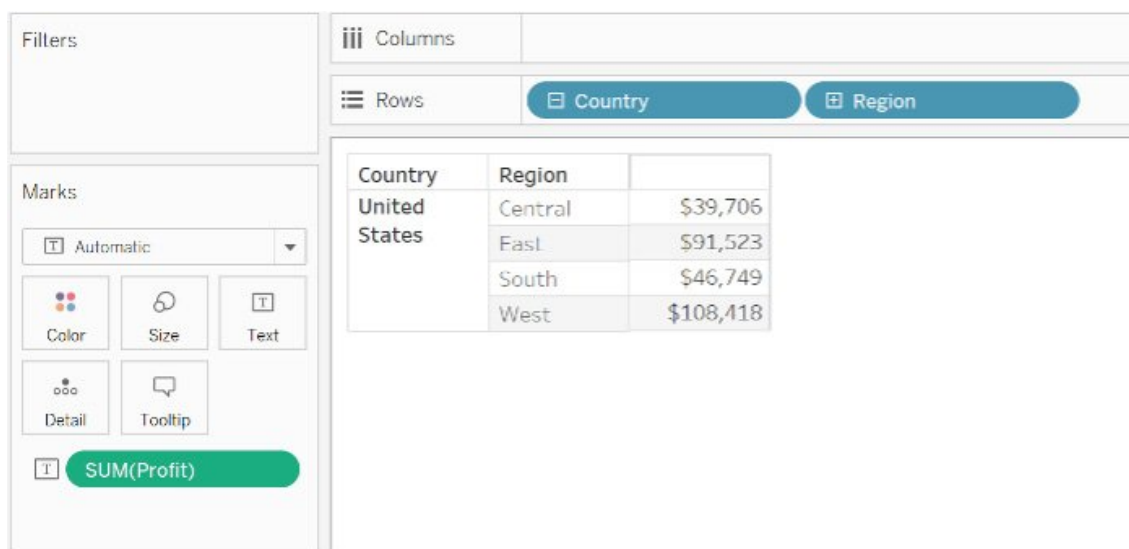 Filters
Columns
Rows
Country
Region
Marks
Automatic
Color
Size
Text
Detail
Tooltip
SUM(Profit)
Country Region
United States
Central $39,706
East $91,523
South $46,749
West $108,418